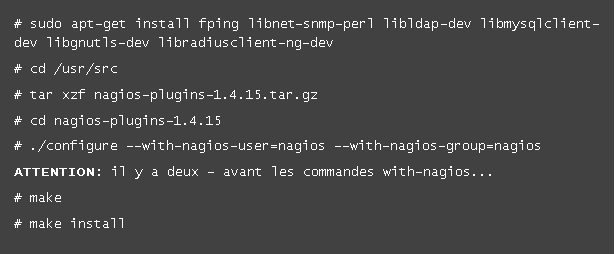 # sudo apt-get install fping libnet-snmp-perl libldap-dev libmysqlclient-
dev libgnutls-dev libradiusclient-ng-dev
# cd /usr/src
# tar xzf nagios-plugins-1.4.15.tar.gz
# cd nagios-plugins-1.4.15
# ./configure --with-nagios-user=nagios --with-nagios-group=nagios
ATTENTION: il y a deux - avant les commandes with-nagios...
# make
# make install